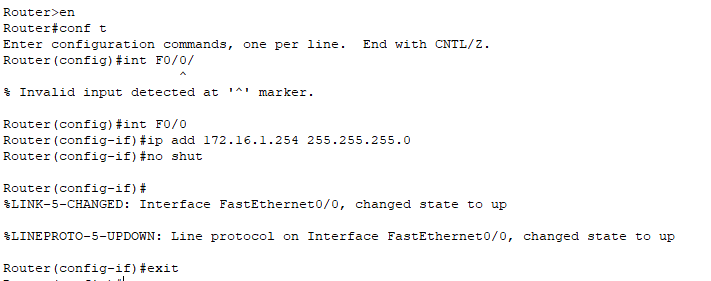 Router>en
Router#conf t
Enter configuration commands, one per line.  End with CNTL/Z.
Router(config)#int F0/0/
                       ^
% Invalid input detected at '^' marker.

Router(config)#int F0/0
Router(config-if)#ip add 172.16.1.254 255.255.255.0
Router(config-if)#no shut

Router(config-if)#
%LINK-5-CHANGED: Interface FastEthernet0/0, changed state to up

%LINEPROTO-5-UPDOWN: Line protocol on Interface FastEthernet0/0, changed state to up

Router(config-if)#exit